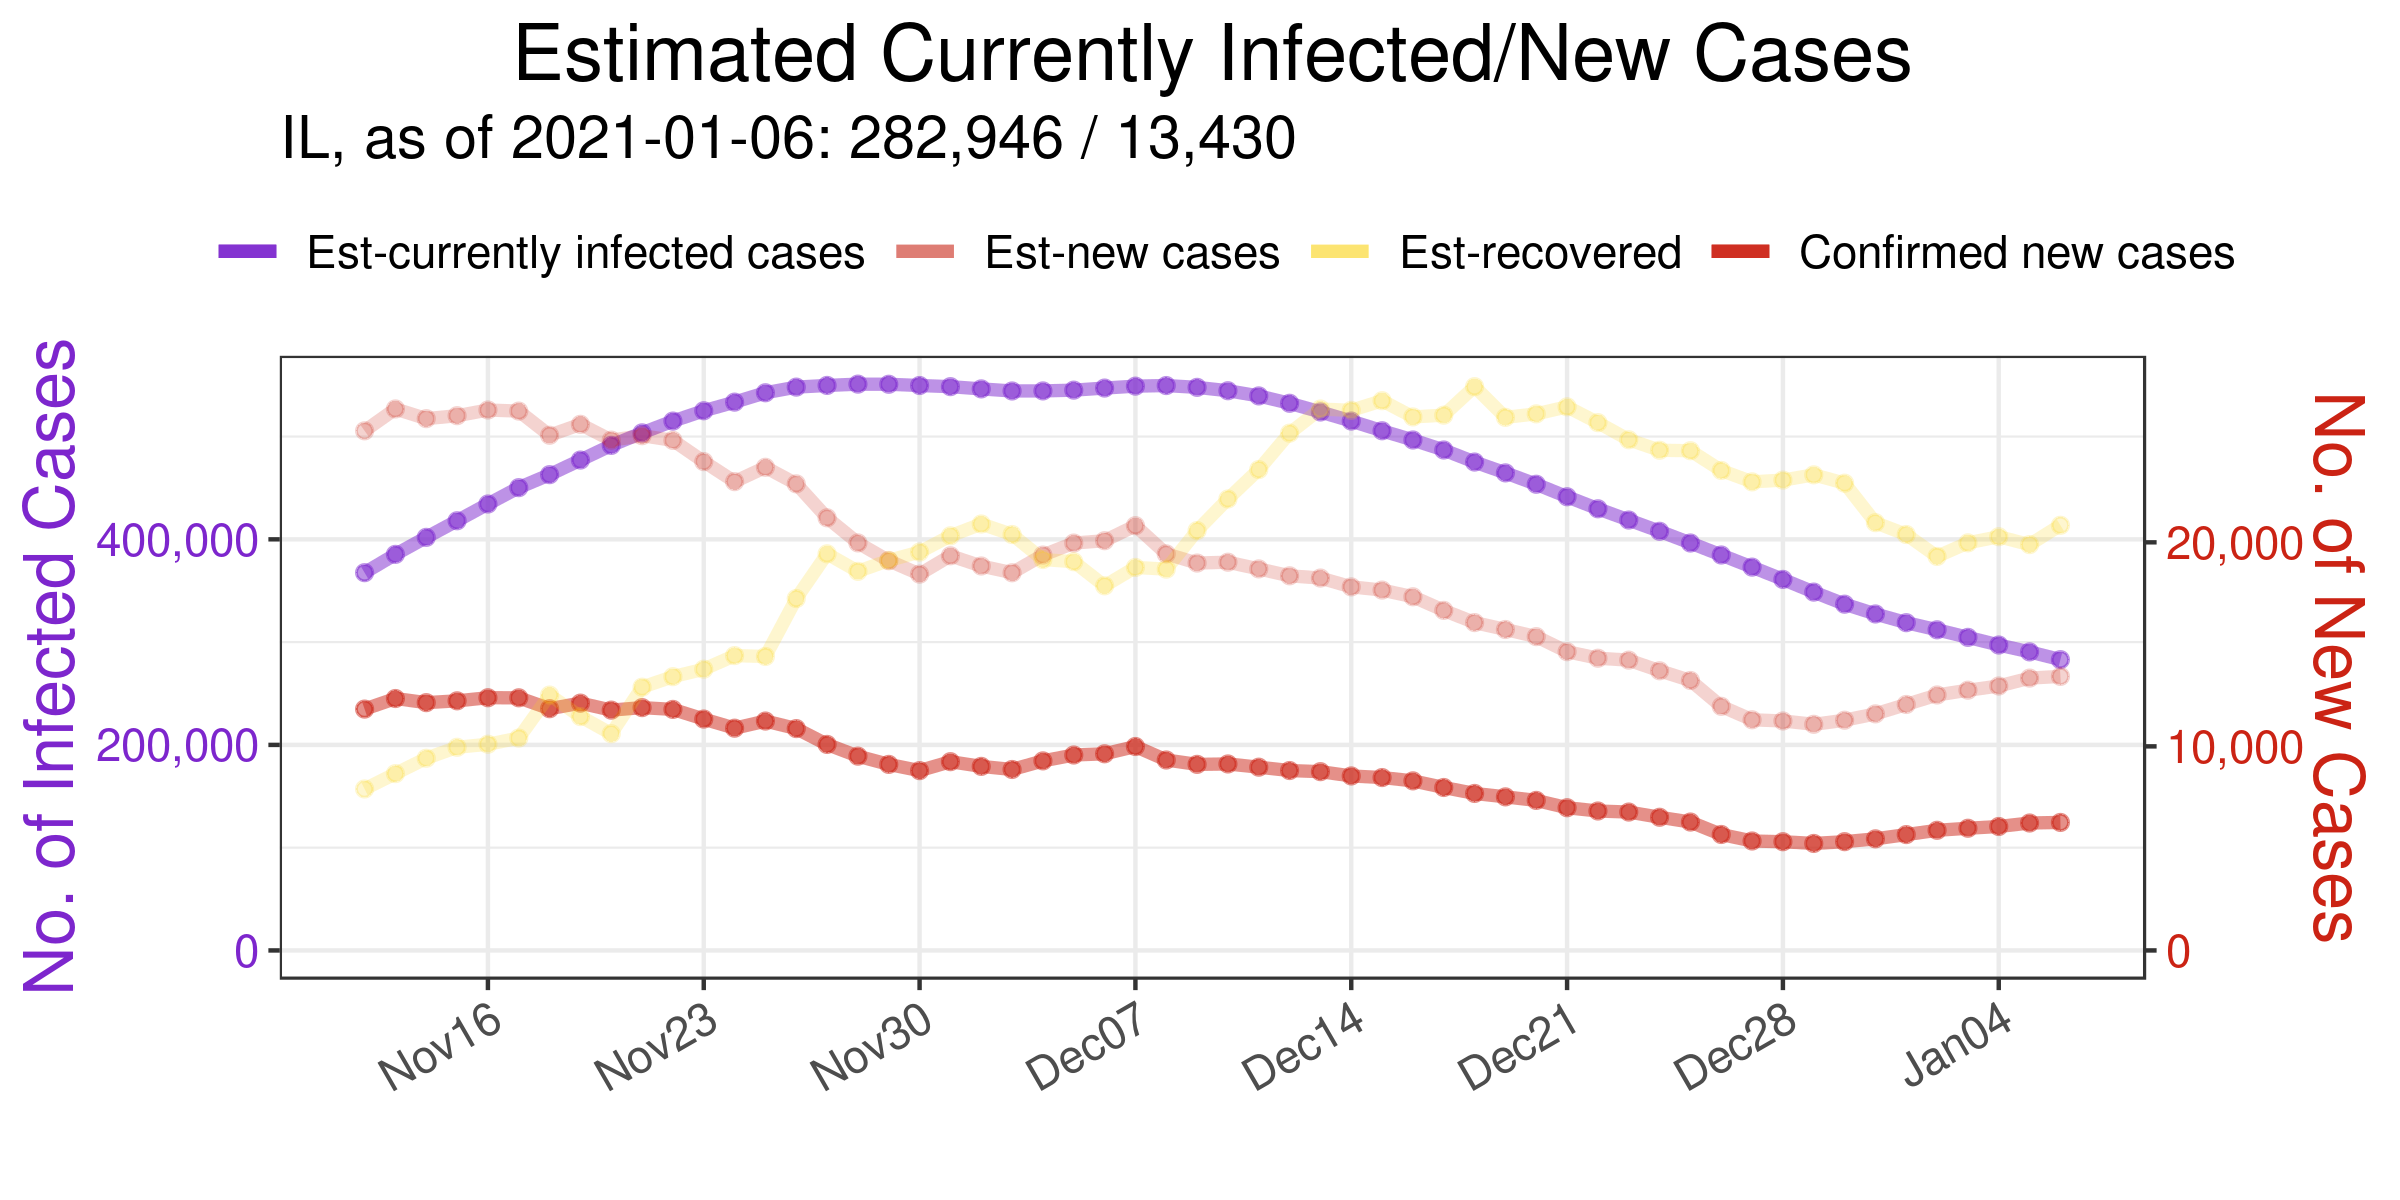 Estimated Currently Infected/New Cases
IL, as of 2021-01-06: 282,946 / 13,430
Est-currently infected cases Est-new cases Est-recovered Confirmed new cases
No. of Infected Cases
400,000
200,000
0
No. of New Cases
20,000
10,000
0
Nov16 Nov23 Nov30 Dec07 Dec14 Dec21 Dec28 Jan04